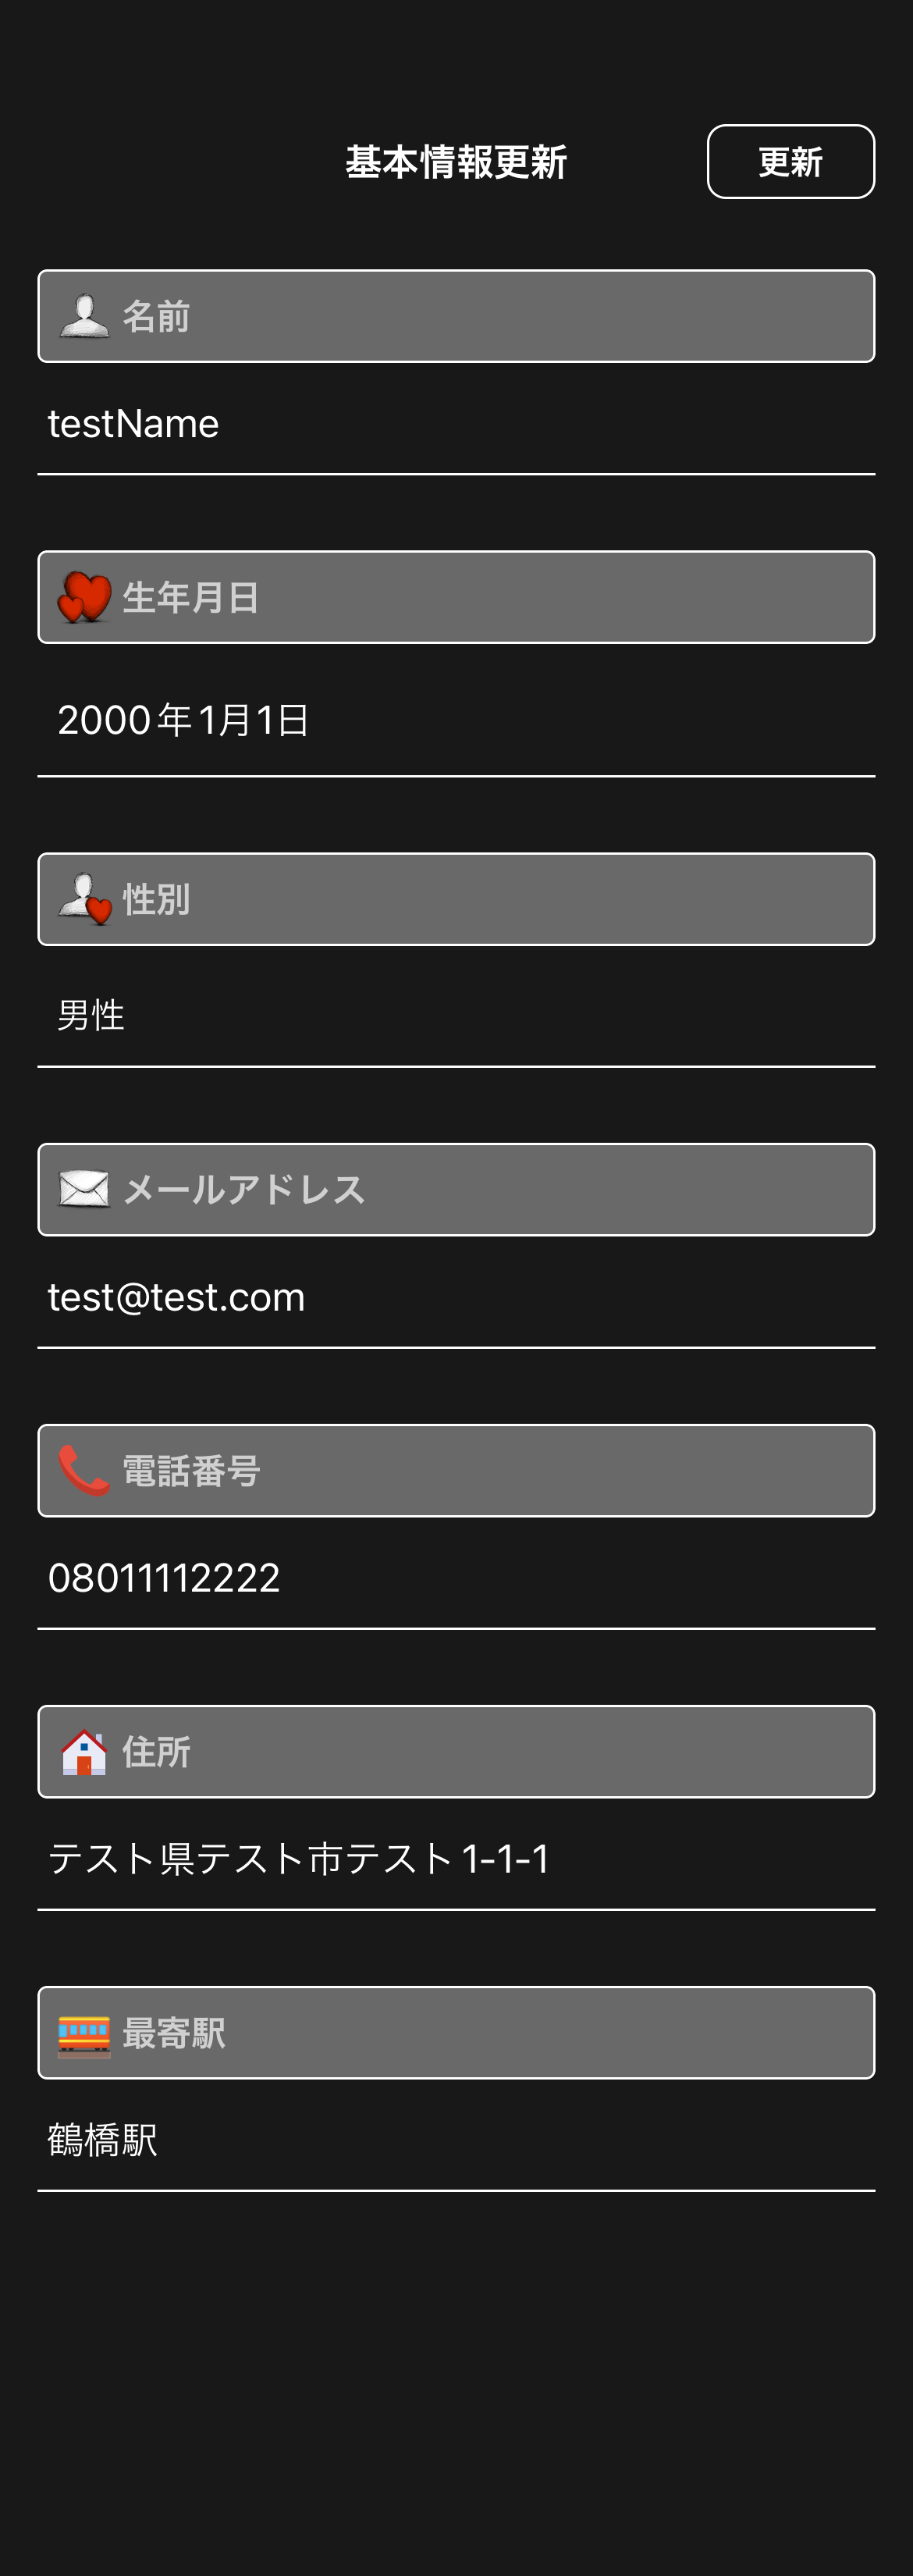 基本情報更新
更新
名前
testName
生年月日
2000年1月1日
性別
男性
メールアドレス
test@test.com
電話番号
08011112222
住所
テスト県テスト市テスト1-1-1
最寄駅
鶴橋駅